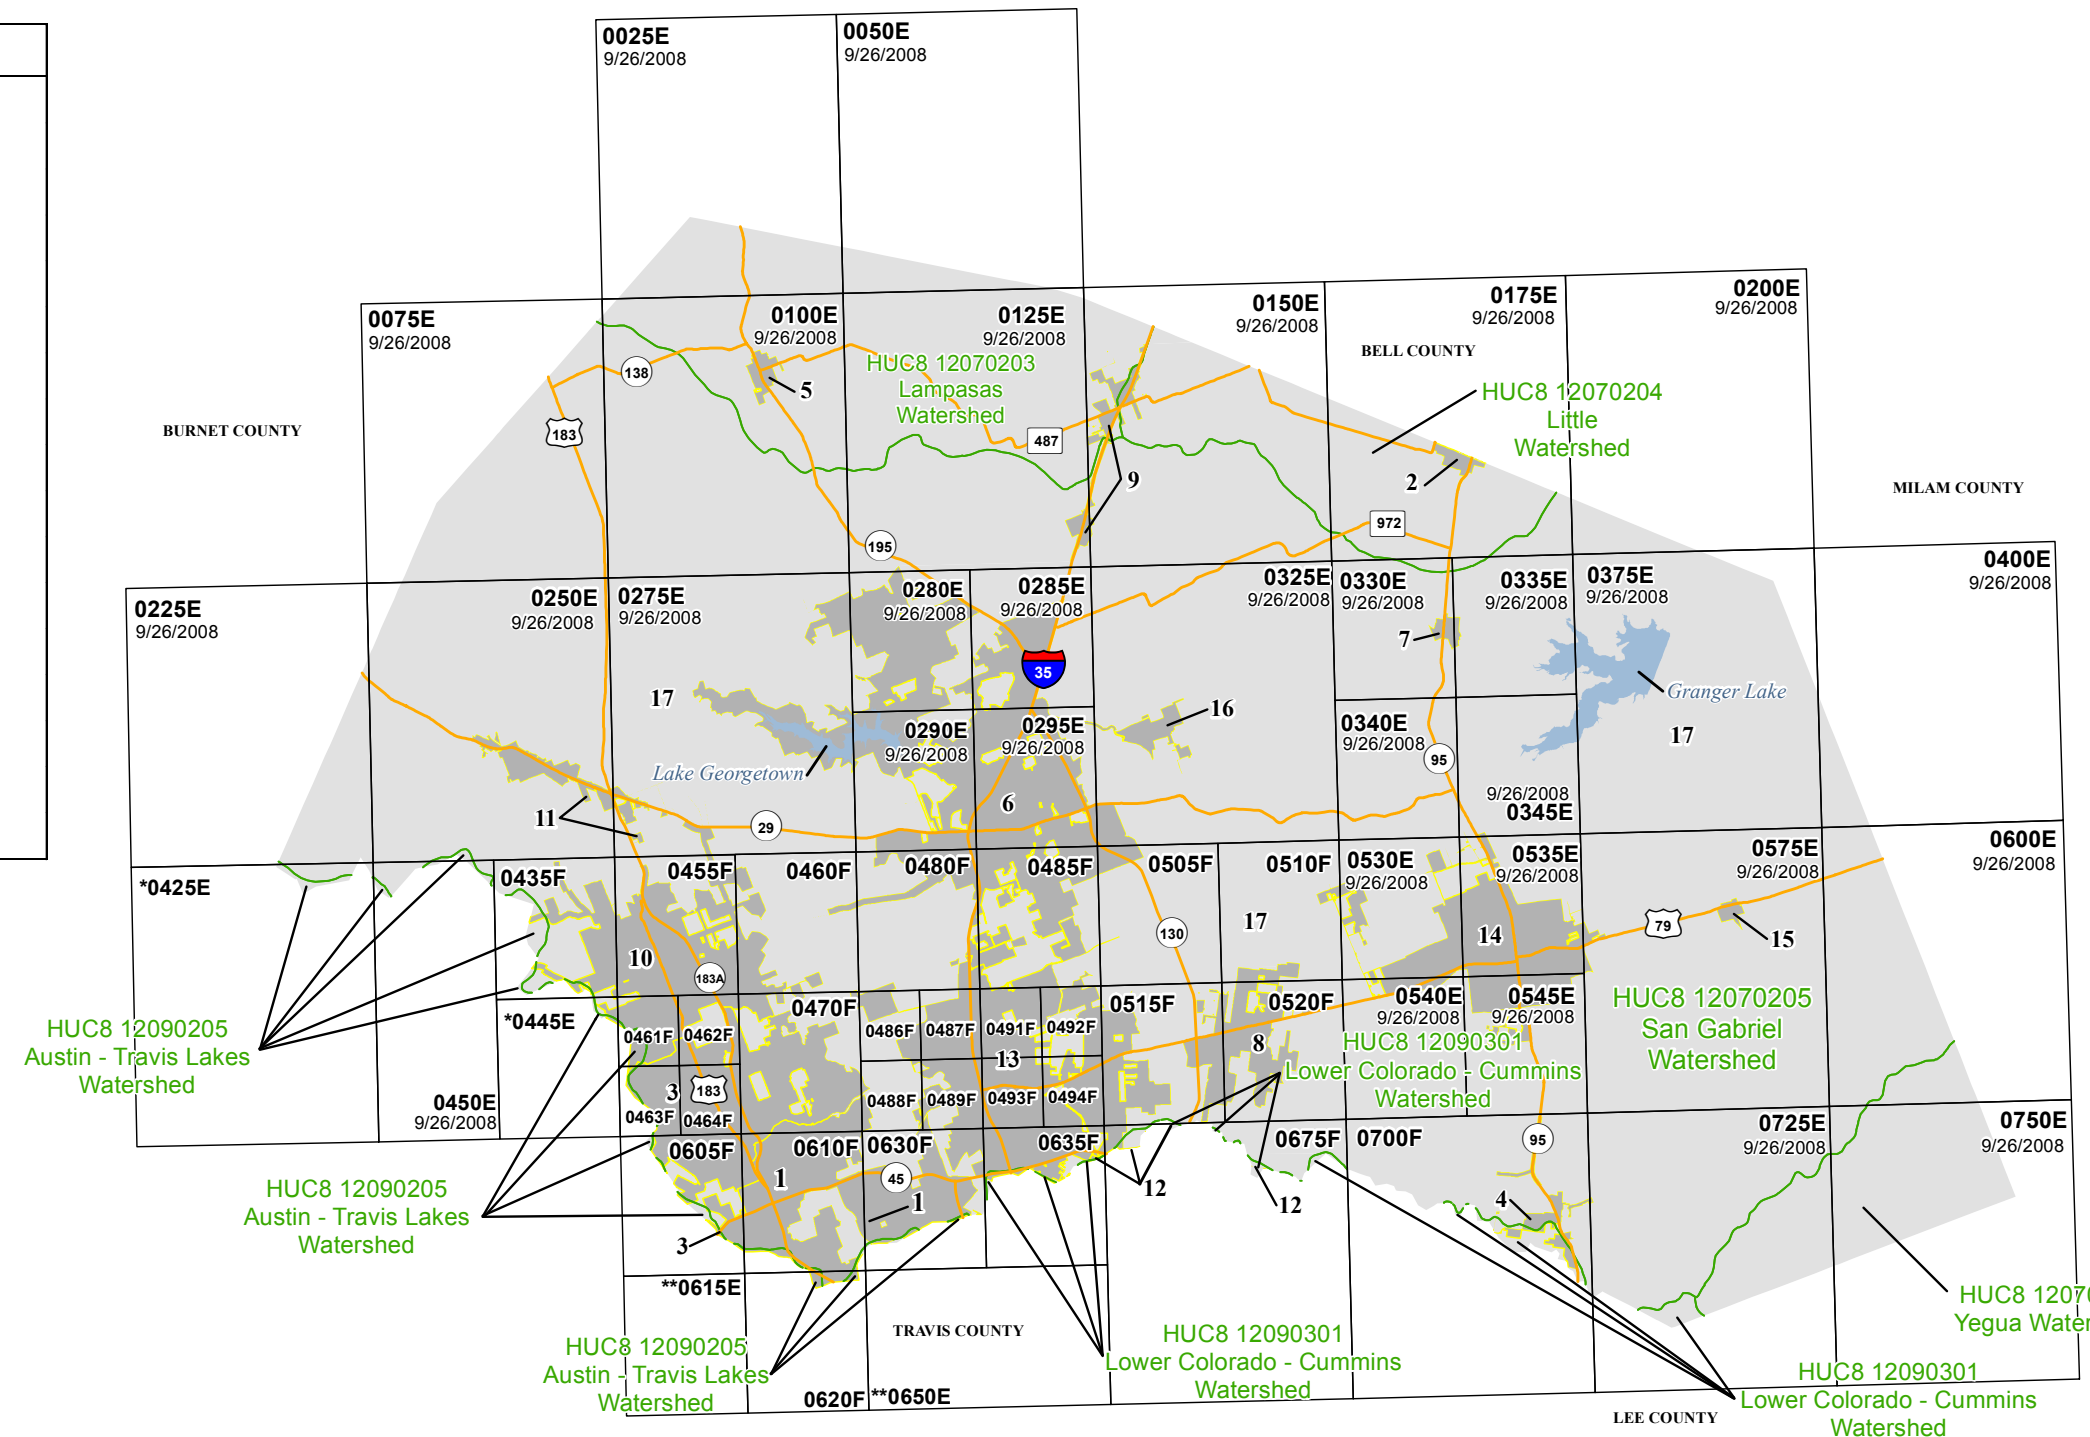 0025E
9/26/2008
0050E
9/26/2008
0075E
9/26/2008
0100E
9/26/2008
0125E
9/26/2008
0150E
9/26/2008
0175E
9/26/2008
0200E
9/26/2008
BELL COUNTY
HUC8 12070203
Lampasas
Watershed
138
5
HUC8 12070204
Little
Watershed
BURNET COUNTY
183
487
9
2
MILAM COUNTY
972
195
0225E
9/26/2008
0250E
9/26/2008
0275E
9/26/2008
0280E
9/26/2008
0285E
9/26/2008
0325E
9/26/2008
0330E
9/26/2008
0335E
9/26/2008
0375E
9/26/2008
0400E
9/26/2008
7
35
17
16
Granger Lake
0290E
9/26/2008
0295E
9/26/2008
0340E
9/26/2008
17
95
Lake Georgetown
6
9/26/2008
0345E
11
29
*0425E
0435F
0455F
0460F
0480F
0485F
0505F
0510F
0530E
9/26/2008
0535E
9/26/2008
0575E
9/26/2008
0600E
9/26/2008
17
130
14
79
15
10
183A
HUC8 12090205
Austin - Travis Lakes
Watershed
*0445E
0450E
9/26/2008
0470F
0461F
0462F
0486F
0487F
0491F
0492F
0515F
0520F
0540E
9/26/2008
0545E
9/26/2008
HUC8 12070205
San Gabriel
Watershed
13
8
HUC8 12090301
Lower Colorado - Cummins
Watershed
3
183
0463F
0464F
0488F
0489F
0493F
0494F
0605F
0610F
0630F
0635F
0675F
0700F
95
0725E
9/26/2008
0750E
9/26/2008
1
45
1
12
12
4
3
HUC8 12090205
Austin - Travis Lakes
Watershed
**0615E
TRAVIS COUNTY
HUC8 12090205
Austin - Travis Lakes
Watershed
0620F
**0650E
HUC8 12090301
Lower Colorado - Cummins
Watershed
HUC8 1207
Yegua Water
HUC8 12090301
Lower Colorado - Cummins
Watershed
LEE COUNTY